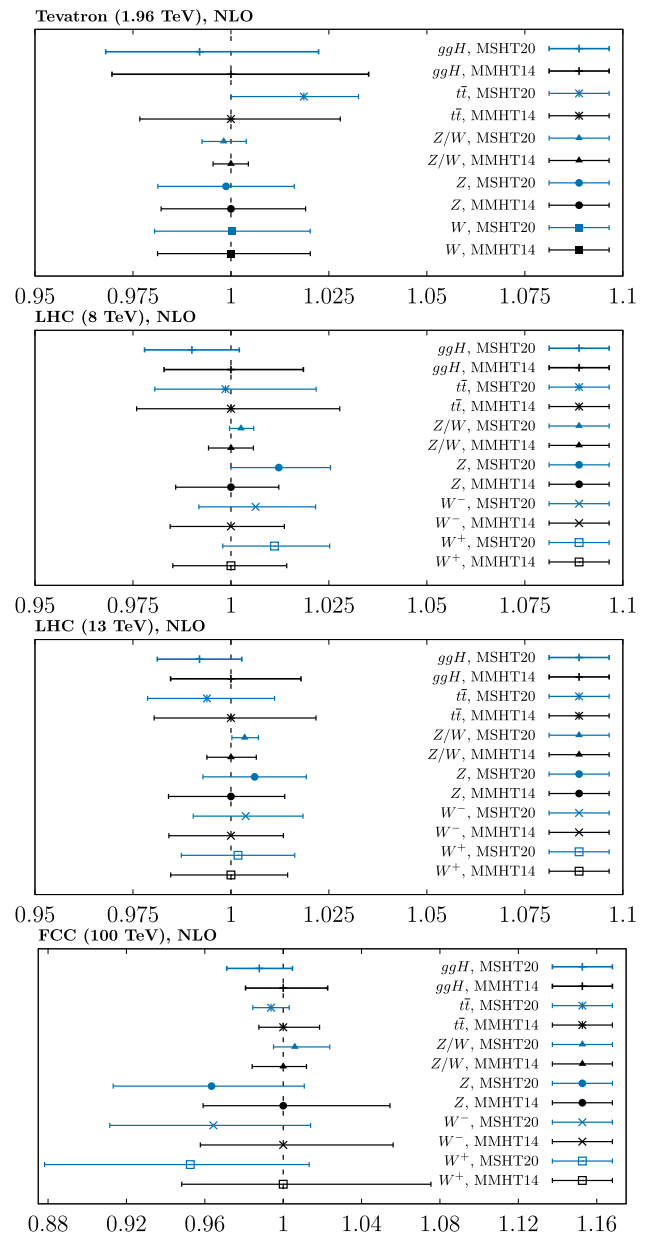 Tevatron (1.96 TeV), NLO
ggH, MSHT20
ggH, MMHT14
tt̅, MSHT20
tt̅, MMHT14
Z/W, MSHT20
Z/W, MMHT14
Z, MSHT20
Z, MMHT14
W, MSHT20
W, MMHT14
0.95 0.975 1 1.025 1.05 1.075 1.1
LHC (8 TeV), NLO
ggH, MSHT20
ggH, MMHT14
tt̅, MSHT20
tt̅, MMHT14
Z/W, MSHT20
Z/W, MMHT14
Z, MSHT20
Z, MMHT14
W⁻, MSHT20
W⁻, MMHT14
W⁺, MSHT20
W⁺, MMHT14
0.95 0.975 1 1.025 1.05 1.075 1.1
LHC (13 TeV), NLO
ggH, MSHT20
ggH, MMHT14
tt̅, MSHT20
tt̅, MMHT14
Z/W, MSHT20
Z/W, MMHT14
Z, MSHT20
Z, MMHT14
W⁻, MSHT20
W⁻, MMHT14
W⁺, MSHT20
W⁺, MMHT14
0.95 0.975 1 1.025 1.05 1.075 1.1
FCC (100 TeV), NLO
ggH, MSHT20
ggH, MMHT14
tt̅, MSHT20
tt̅, MMHT14
Z/W, MSHT20
Z/W, MMHT14
Z, MSHT20
Z, MMHT14
W⁻, MSHT20
W⁻, MMHT14
W⁺, MSHT20
W⁺, MMHT14
0.88 0.92 0.96 1 1.04 1.08 1.12 1.16